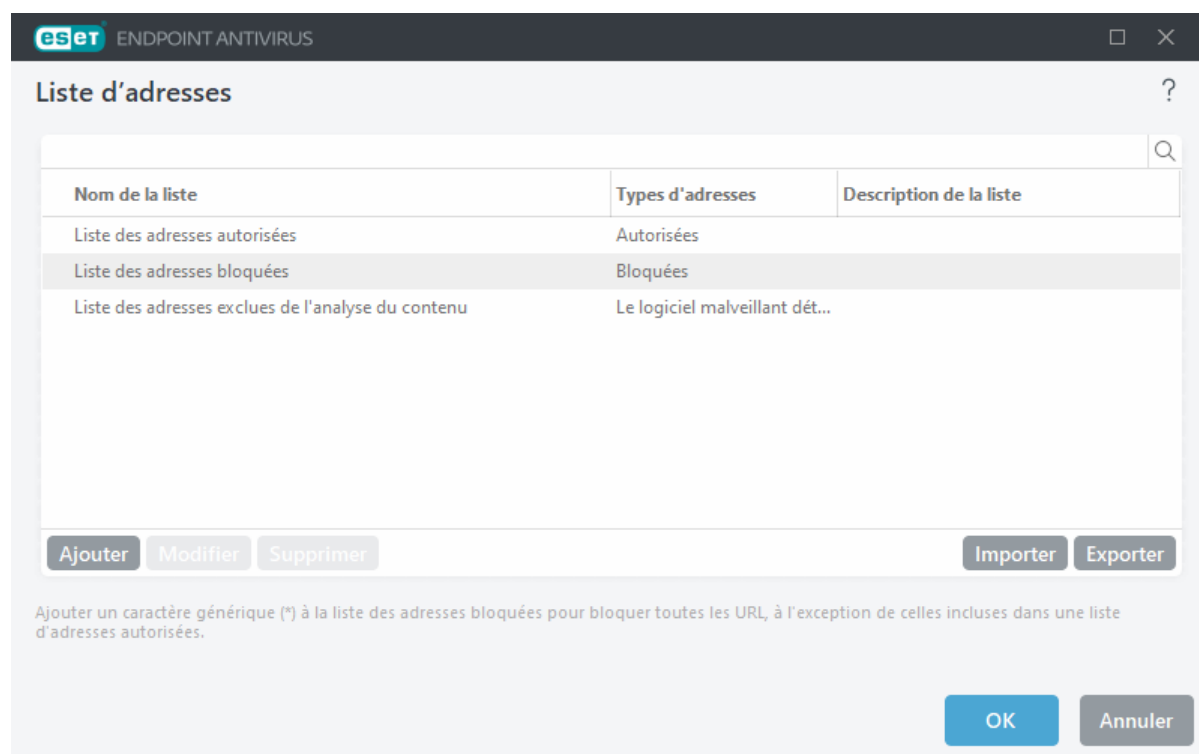 eset ENDPOINT ANTIVIRUS
Liste d'adresses
?
Nom de la liste Types d'adresses Description de la liste
Liste des adresses autorisées Autorisées
Liste des adresses bloquées Bloquées
Liste des adresses exclues de l'analyse du contenu Le logiciel malveillant dét...
Ajouter Modifier Supprimer Importer Exporter
Ajouter un caractère générique (*) à la liste des adresses bloquées pour bloquer toutes les URL, à l'exception de celles incluses dans une liste
d'adresses autorisées.
OK Annuler